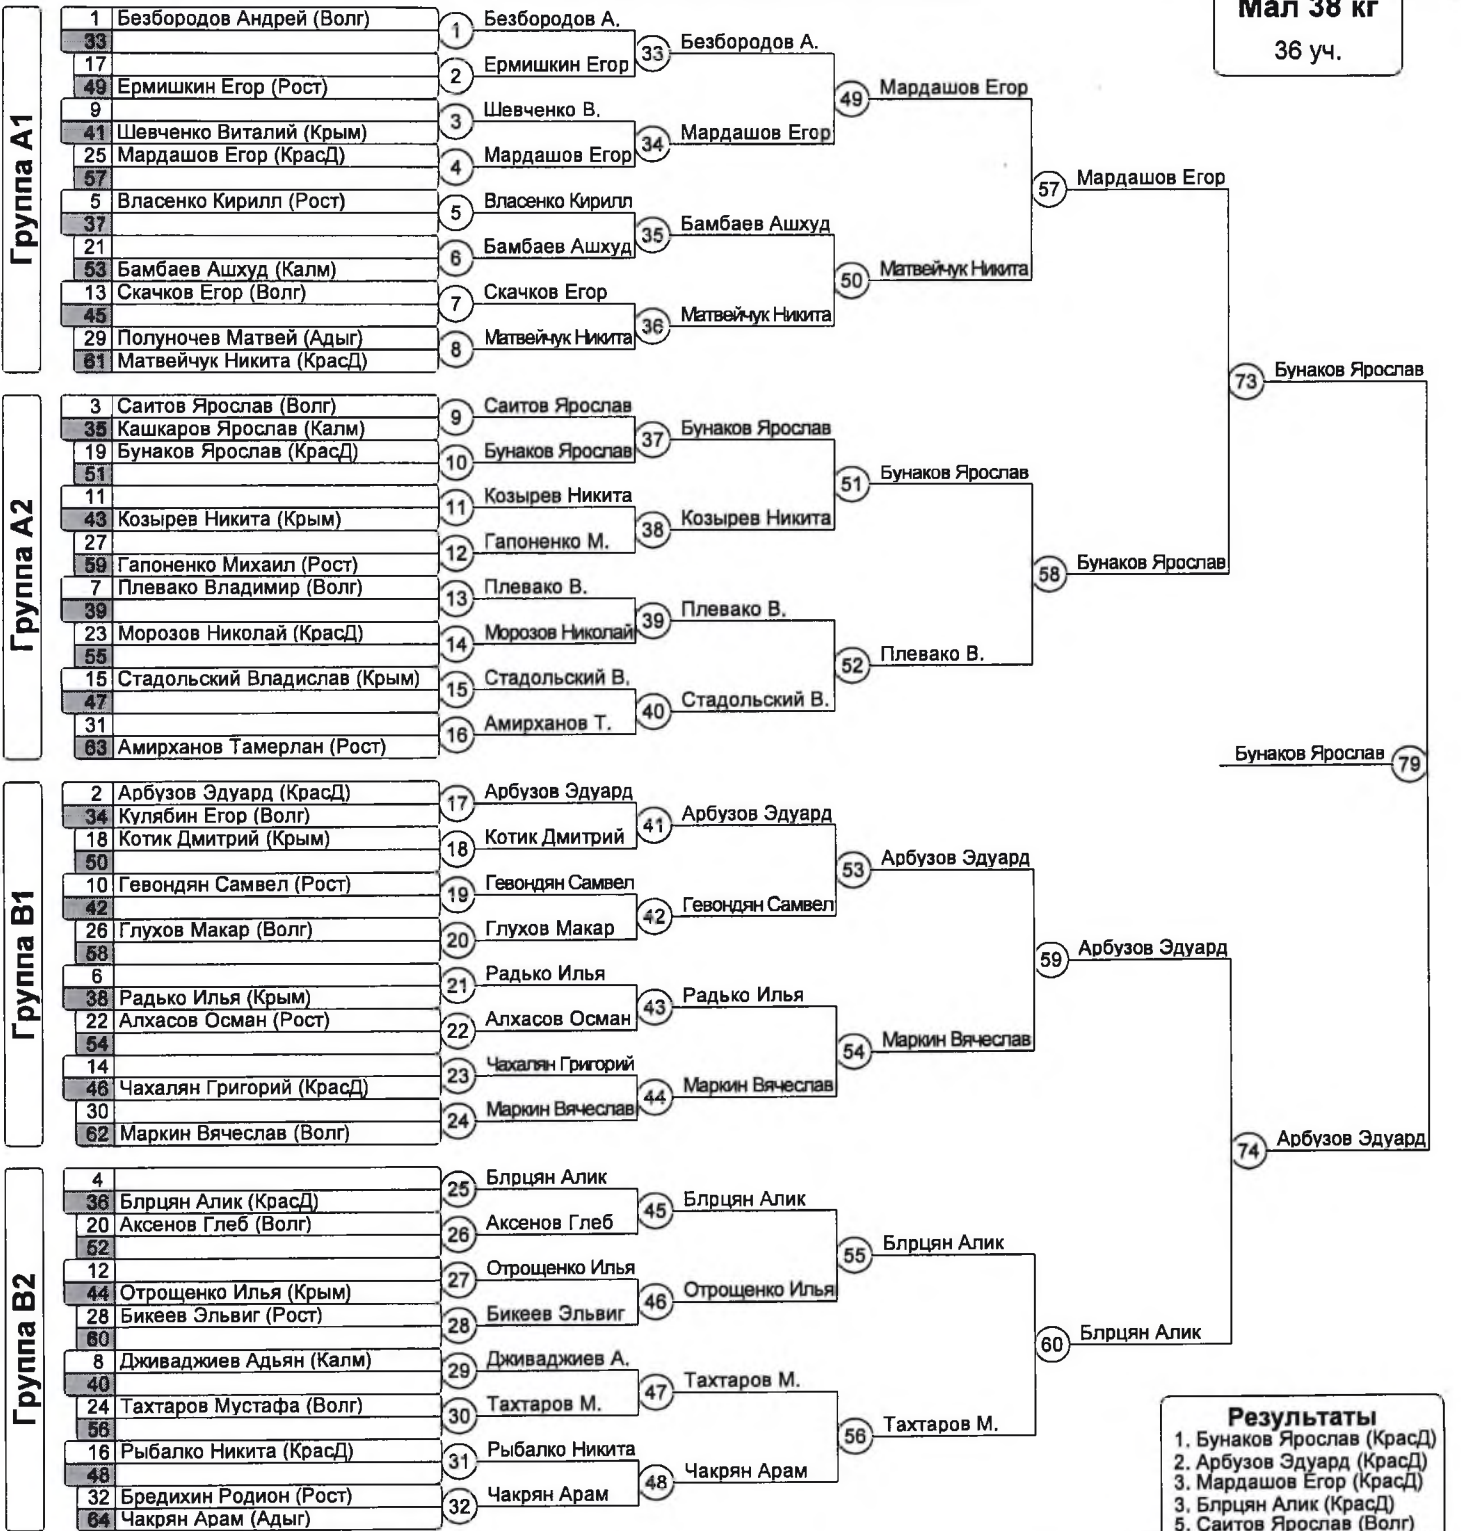 Мал 38 кг
36 уч.
Группа A1
1 Безбородов Андрей (Волг)
33
17
49 Ермишкин Егор (Рост)
9
41 Шевченко Виталий (Крым)
25 Мардашов Егор (КрасД)
57
5 Власенко Кирилл (Рост)
37
21
53 Бамбаев Ашхуд (Калм)
13 Скачков Егор (Волг)
45
29 Полуночев Матвей (Адыг)
61 Матвейчук Никита (КрасД)
1 Безбородов А.
2 Ермишкин Егор
3 Шевченко В.
4 Мардашов Егор
5 Власенко Кирилл
6 Бамбаев Ашхуд
7 Скачков Егор
8 Матвейчук Никита
33 Безбородов А.
34 Мардашов Егор
35 Бамбаев Ашхуд
36 Матвейчук Никита
49 Мардашов Егор
50 Матвейчук Никита
57 Мардашов Егор
Группа A2
3 Саитов Ярослав (Волг)
35 Кашкаров Ярослав (Калм)
19 Бунаков Ярослав (КрасД)
51
11
43 Козырев Никита (Крым)
27
59 Гапоненко Михаил (Рост)
7 Плевако Владимир (Волг)
39
23 Морозов Николай (КрасД)
55
15 Стадольский Владислав (Крым)
47
31
63 Амирханов Тамерлан (Рост)
9 Саитов Ярослав
10 Бунаков Ярослав
11 Козырев Никита
12 Гапоненко М.
13 Плевако В.
14 Морозов Николай
15 Стадольский В.
16 Амирханов Т.
37 Бунаков Ярослав
38 Козырев Никита
39 Плевако В.
40 Стадольский В.
51 Бунаков Ярослав
52 Плевако В.
58 Бунаков Ярослав
73 Бунаков Ярослав
Бунаков Ярослав 79
Группа B1
2 Арбузов Эдуард (КрасД)
34 Кулябин Егор (Волг)
18 Котик Дмитрий (Крым)
50
10 Гевондян Самвел (Рост)
42
26 Глухов Макар (Волг)
58
6
38 Радько Илья (Крым)
22 Алхасов Осман (Рост)
54
14
46 Чахалян Григорий (КрасД)
30
62 Маркин Вячеслав (Волг)
17 Арбузов Эдуард
18 Котик Дмитрий
19 Гевондян Самвел
20 Глухов Макар
21 Радько Илья
22 Алхасов Осман
23 Чахалян Григорий
24 Маркин Вячеслав
41 Арбузов Эдуард
42 Гевондян Самвел
43 Радько Илья
44 Маркин Вячеслав
53 Арбузов Эдуард
54 Маркин Вячеслав
59 Арбузов Эдуард
Группа B2
4
36 Блрцян Алик (КрасД)
20 Аксенов Глеб (Волг)
52
12
44 Отрощенко Илья (Крым)
28 Бикеев Эльвиг (Рост)
60
8 Дживаджиев Адьян (Калм)
40
24 Тахтаров Мустафа (Волг)
56
16 Рыбалко Никита (КрасД)
48
32 Бредихин Родион (Рост)
64 Чакрян Арам (Адыг)
25 Блрцян Алик
26 Аксенов Глеб
27 Отрощенко Илья
28 Бикеев Эльвиг
29 Дживаджиев А.
30 Тахтаров М.
31 Рыбалко Никита
32 Чакрян Арам
45 Блрцян Алик
46 Отрощенко Илья
47 Тахтаров М.
48 Чакрян Арам
55 Блрцян Алик
56 Тахтаров М.
60 Блрцян Алик
74 Арбузов Эдуард
Результаты
1. Бунаков Ярослав (КрасД)
2. Арбузов Эдуард (КрасД)
3. Мардашов Егор (КрасД)
3. Блрцян Алик (КрасД)
5. Саитов Ярослав (Волг)